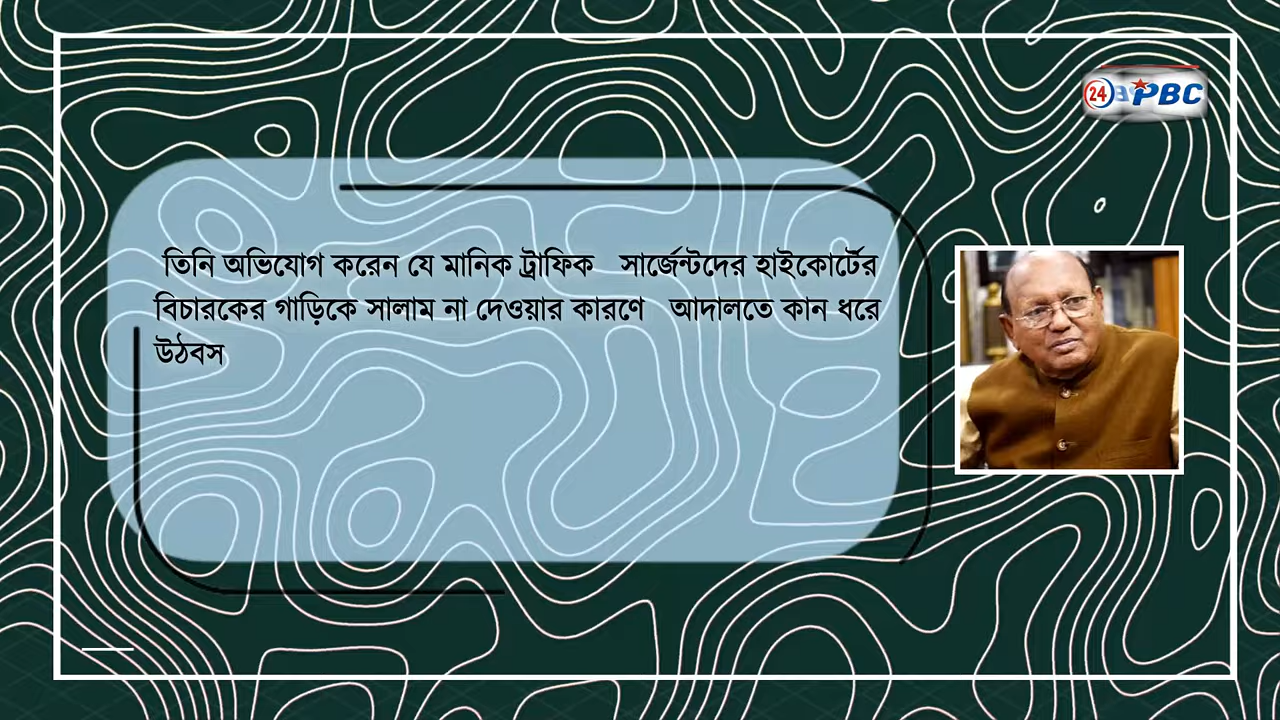 তিনি অভিযোগ করেন যে মানিক ট্রাফিক সার্জেন্টদের হাইকোর্টের
বিচারকের গাড়িকে সালাম না দেওয়ার কারণে আদালতে কান ধরে
উঠবস
24 PBC